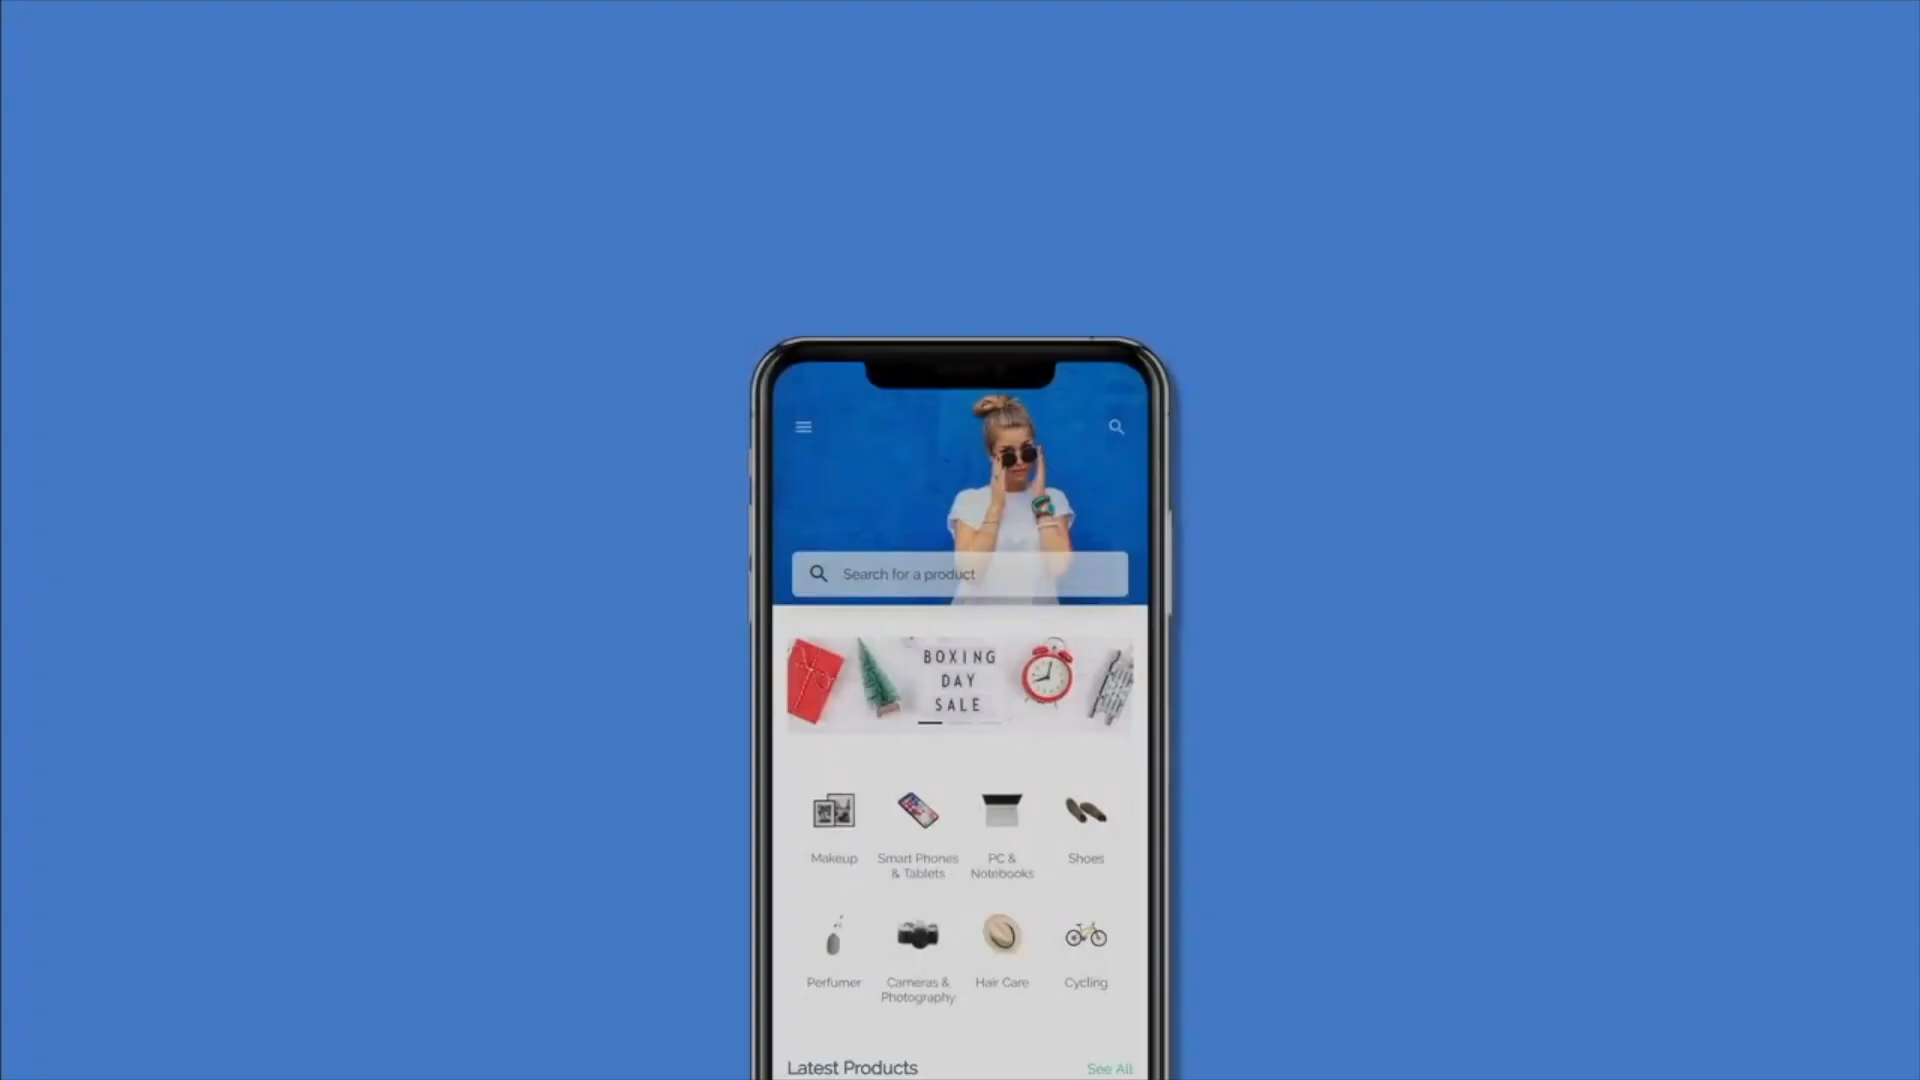 Search for a product
BOXING
DAY
SALE
Makeup
Smart Phones
& Tablets
PC &
Notebooks
Shoes
Perfumer
Cameras &
Photography
Hair Care
Cycling
Latest Products
See All